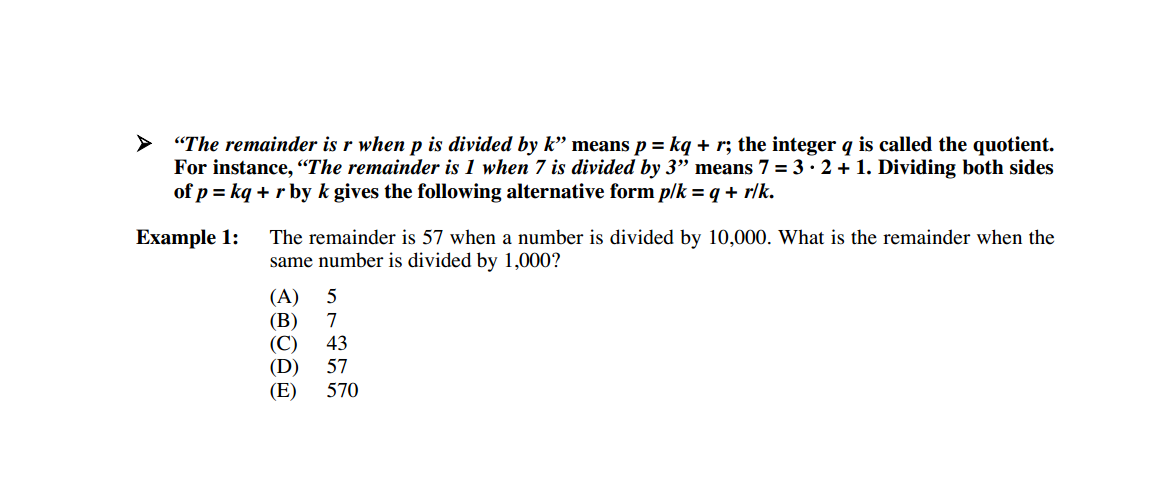 ➤ “The remainder is r when p is divided by k” means p = kq + r; the integer q is called the quotient.
For instance, “The remainder is 1 when 7 is divided by 3” means 7 = 3 · 2 + 1. Dividing both sides
of p = kq + r by k gives the following alternative form p/k = q + r/k.
Example 1: The remainder is 57 when a number is divided by 10,000. What is the remainder when the
same number is divided by 1,000?
(A) 5
(B) 7
(C) 43
(D) 57
(E) 570